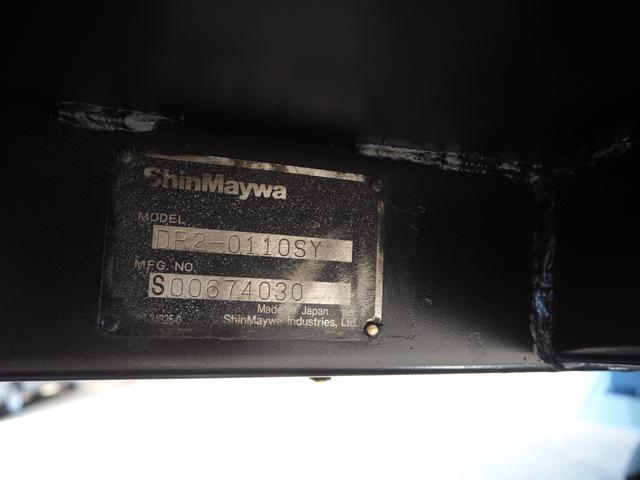 ShinMaywa
MODEL
DR2-0110SY
MFG. NO.
S00674030
Made in Japan
ShinMaywa Industries, Ltd.